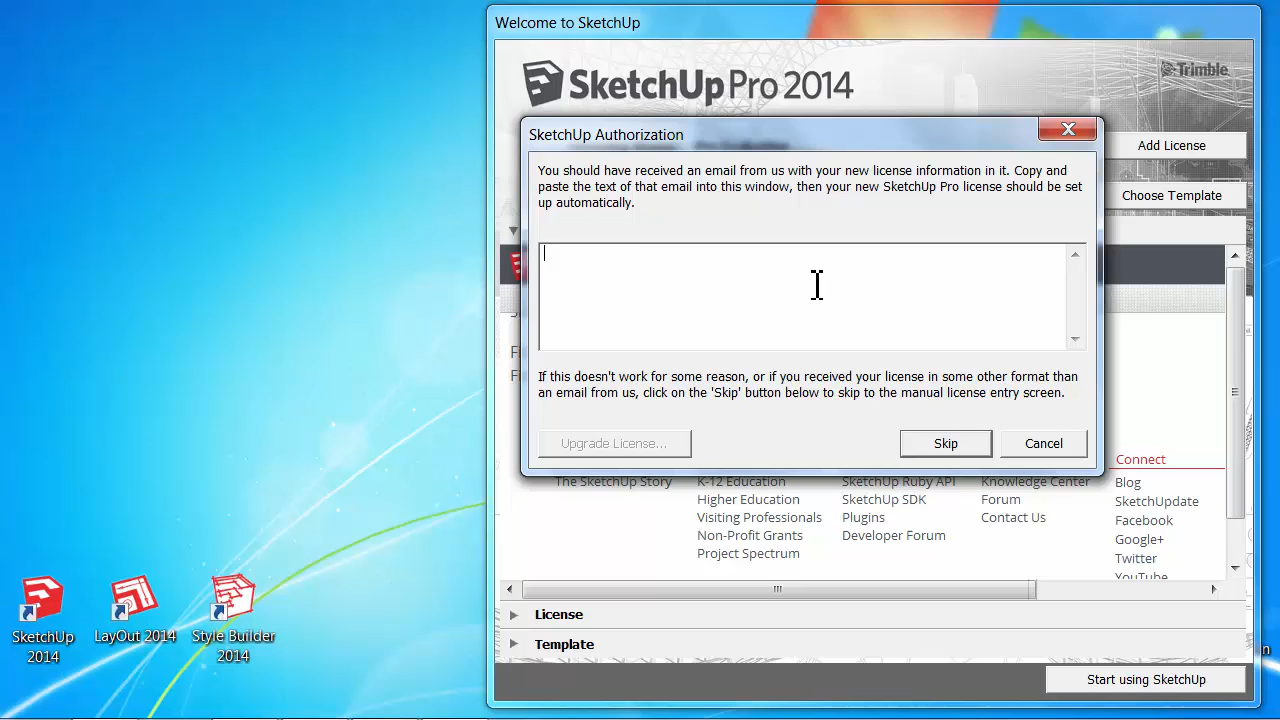 Welcome to SketchUp
SketchUp Pro 2014
Trimble
SketchUp Authorization
Add License
You should have received an email from us with your new license information in it. Copy and
paste the text of that email into this window, then your new SketchUp Pro license should be set
up automatically.
Choose Template
If this doesn't work for some reason, or if you received your license in some other format than
an email from us, click on the 'Skip' button below to skip to the manual license entry screen.
Upgrade License...
Skip
Cancel
Connect
The SketchUp Story
K-12 Education
SketchUp Ruby API
Knowledge Center
Blog
Higher Education
SketchUp SDK
Forum
SketchUpdate
Visiting Professionals
Plugins
Contact Us
Facebook
Non-Profit Grants
Developer Forum
Google+
Project Spectrum
Twitter
YouTube
License
Template
Start using SketchUp
SketchUp
2014
LayOut 2014
Style Builder
2014